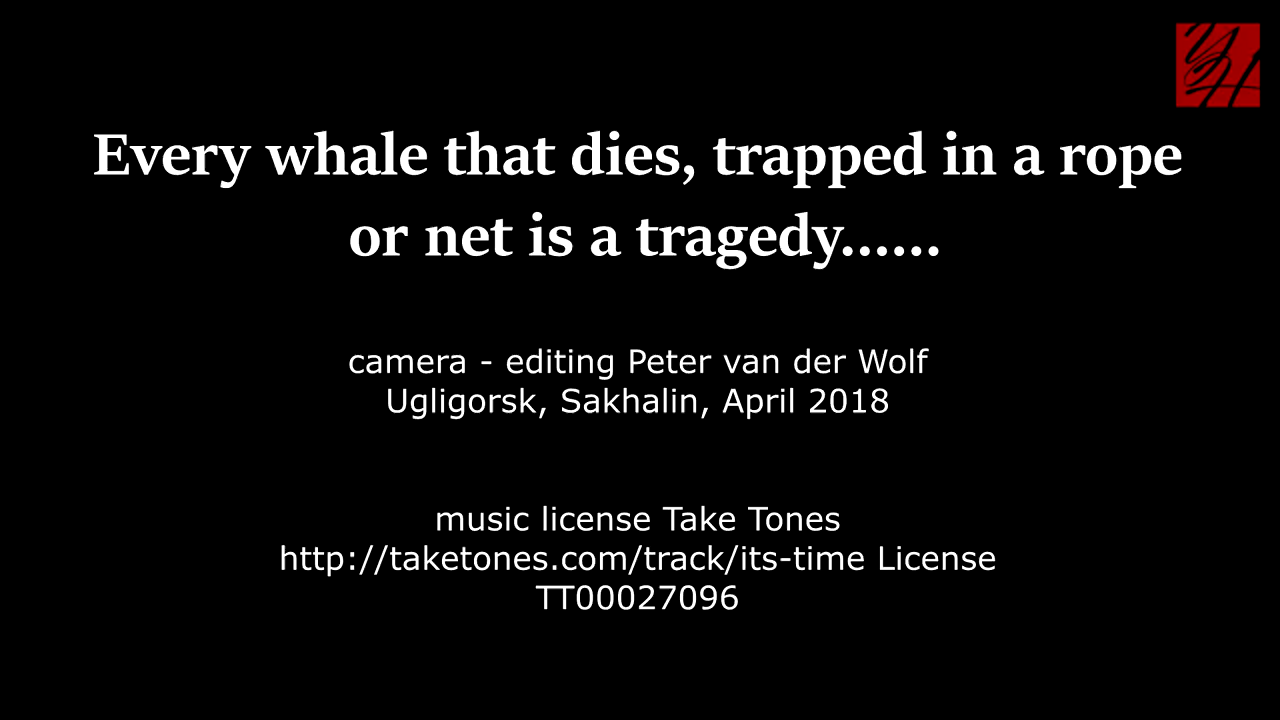 Every whale that dies, trapped in a rope
or net is a tragedy......
camera - editing Peter van der Wolf
Ugligorsk, Sakhalin, April 2018
music license Take Tones
http://taketones.com/track/its-time License
TT00027096